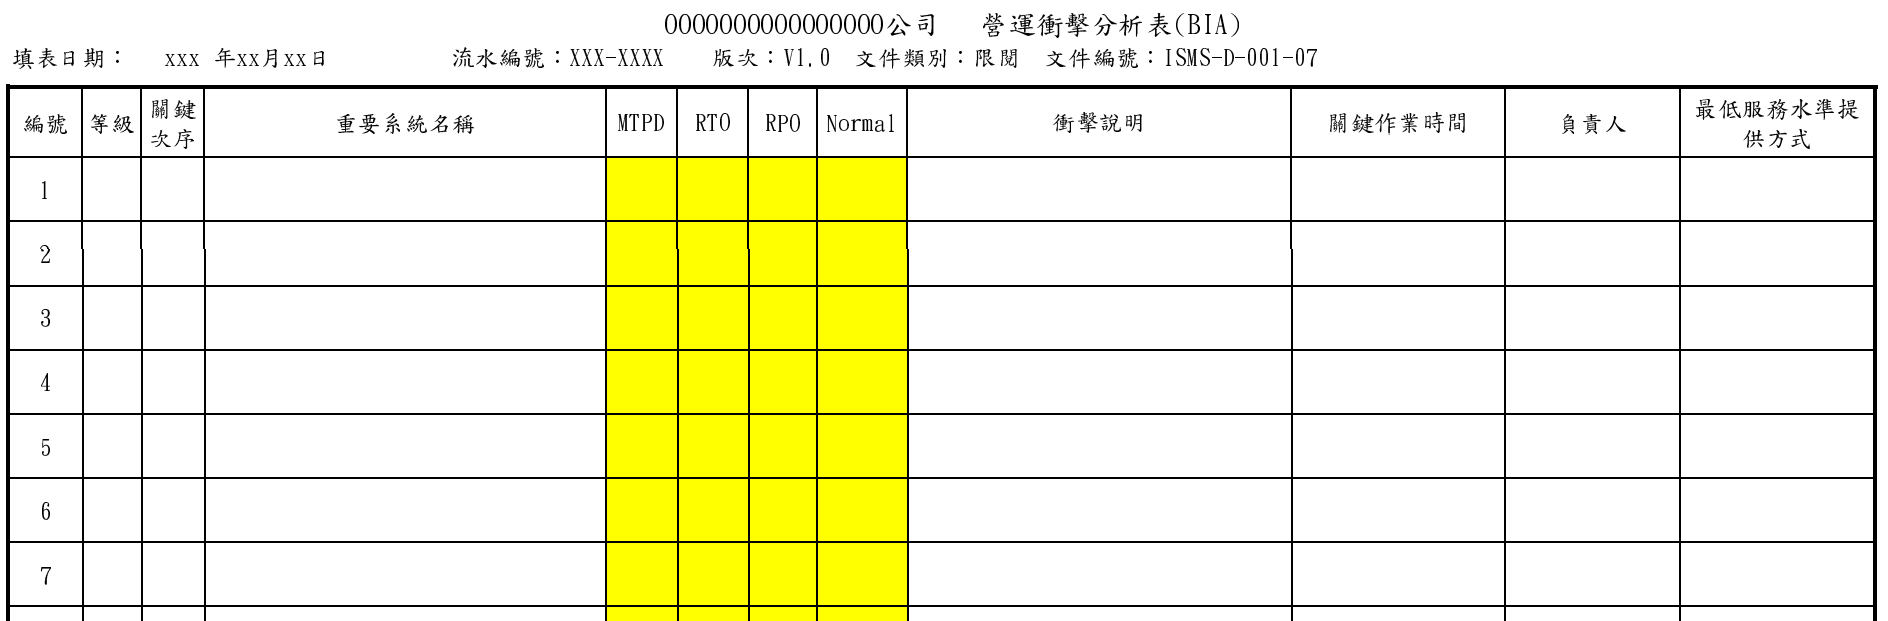 0000000000000000公司 營運衝擊分析表(BIA)
填表日期： xxx 年xx月xx日 流水編號：XXX-XXXX 版次：V1.0 文件類別：限閱 文件編號：ISMS-D-001-07
編號 等級 關鍵次序 重要系統名稱 MTPD RTO RPO Normal 衝擊說明 關鍵作業時間 負責人 最低服務水準提供方式
1
2
3
4
5
6
7